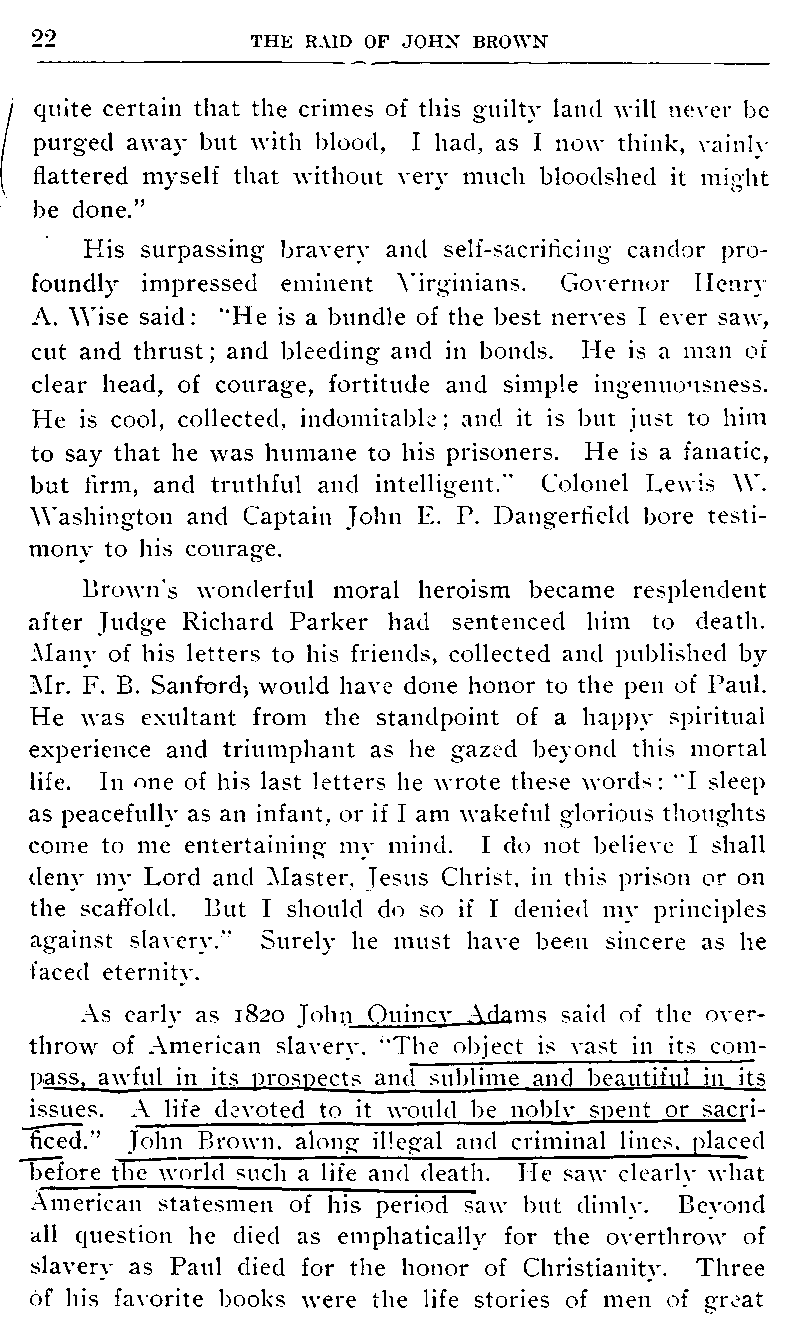 22
THE RAID OF JOHN BROWN
quite certain that the crimes of this guilty land will never be
purged away but with blood, I had, as I now think, vainly
flattered myself that without very much bloodshed it might
be done."
His surpassing bravery and self-sacrificing candor pro-
foundly impressed eminent Virginians. Governor Henry
A. Wise said: "He is a bundle of the best nerves I ever saw,
cut and thrust; and bleeding and in bonds. He is a man of
clear head, of courage, fortitude and simple ingenuousness.
He is cool, collected, indomitable; and it is but just to him
to say that he was humane to his prisoners. He is a fanatic,
but firm, and truthful and intelligent." Colonel Lewis W.
Washington and Captain John E. P. Dangerfield bore testi-
mony to his courage.
Brown's wonderful moral heroism became resplendent
after Judge Richard Parker had sentenced him to death.
Many of his letters to his friends, collected and published by
Mr. F. B. Sanford, would have done honor to the pen of Paul.
He was exultant from the standpoint of a happy spiritual
experience and triumphant as he gazed beyond this mortal
life. In one of his last letters he wrote these words: "I sleep
as peacefully as an infant, or if I am wakeful glorious thoughts
come to me entertaining my mind. I do not believe I shall
deny my Lord and Master, Jesus Christ, in this prison or on
the scaffold. But I should do so if I denied my principles
against slavery." Surely he must have been sincere as he
faced eternity.
As early as 1820 John Quincy Adams said of the over-
throw of American slavery, "The object is vast in its com-
pass, awful in its prospects and sublime and beautiful in its
issues. A life devoted to it would be nobly spent or sacri-
ficed." John Brown, along illegal and criminal lines, placed
before the world such a life and death. He saw clearly what
American statesmen of his period saw but dimly. Beyond
all question he died as emphatically for the overthrow of
slavery as Paul died for the honor of Christianity. Three
of his favorite books were the life stories of men of great